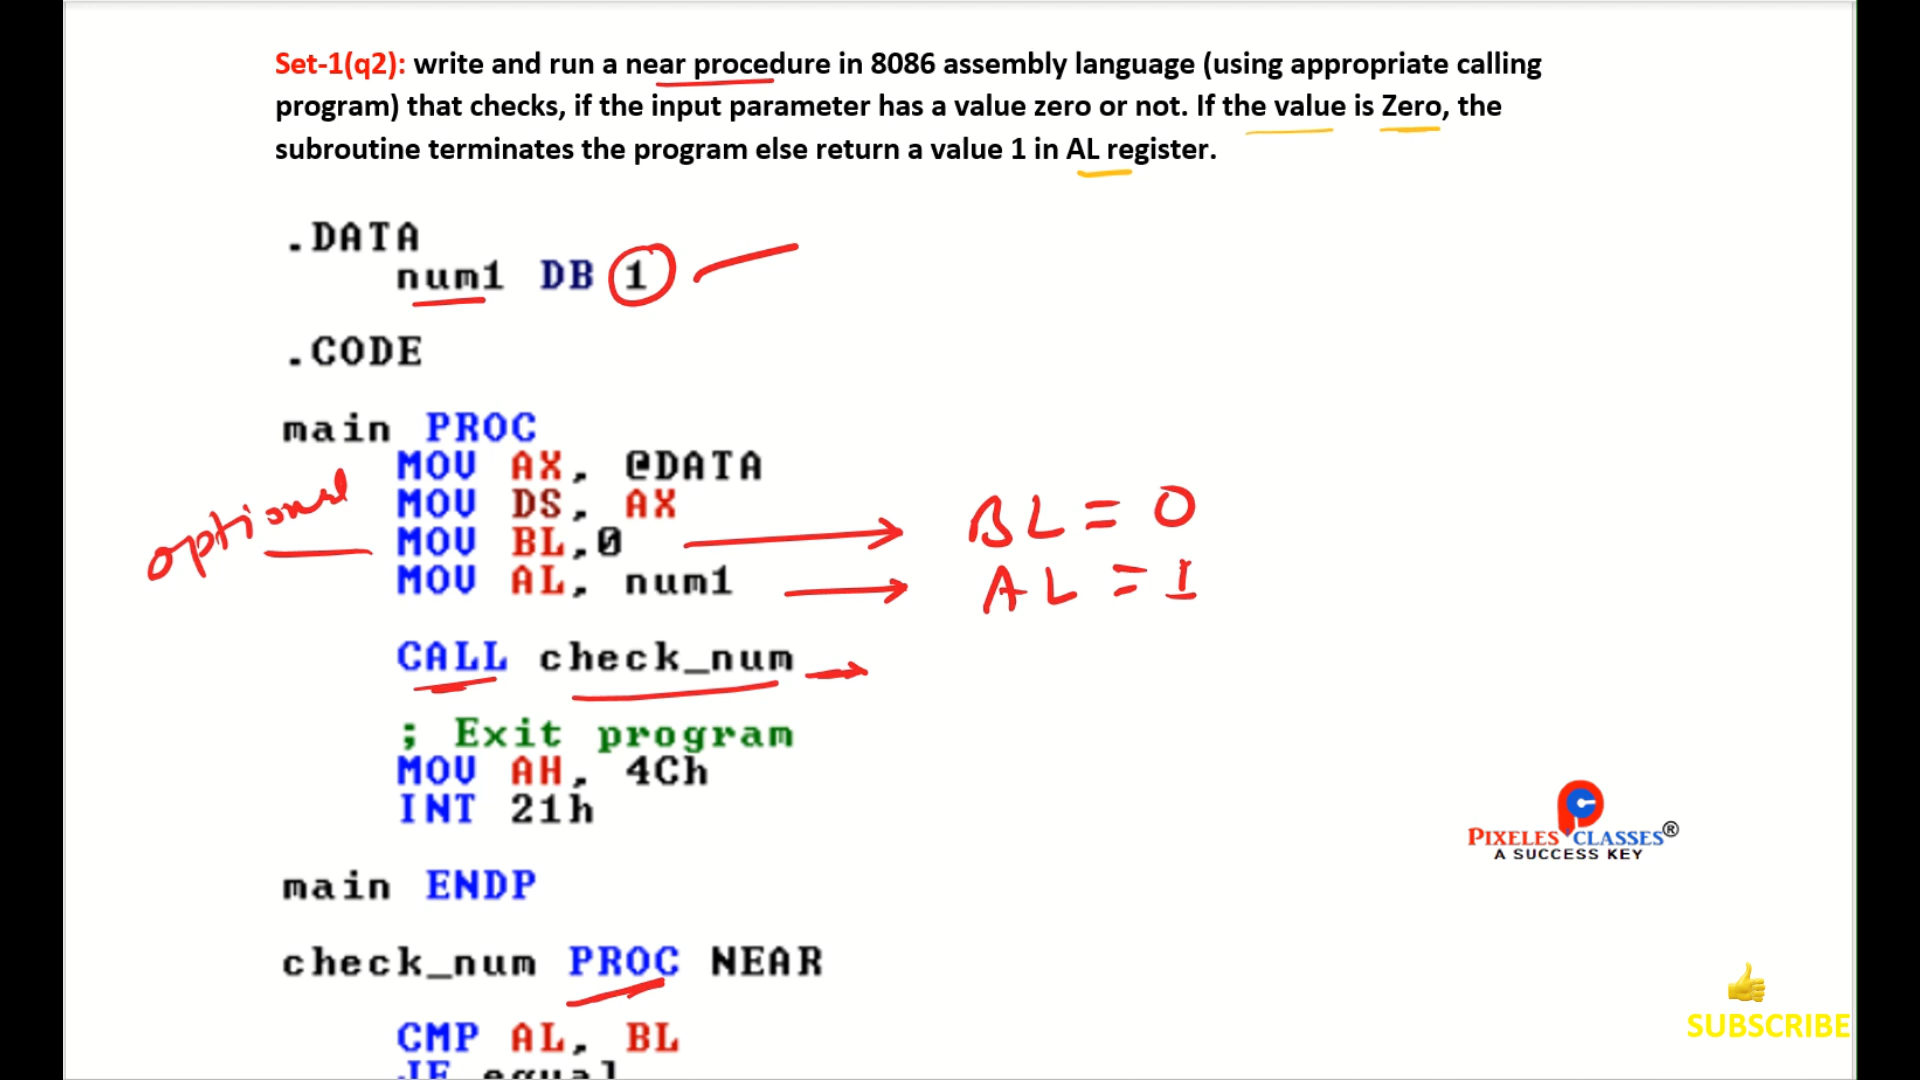 Set-1(q2): write and run a near procedure in 8086 assembly language (using appropriate calling
program) that checks, if the input parameter has a value zero or not. If the value is Zero, the
subroutine terminates the program else return a value 1 in AL register.
.DATA
num1 DB 1
.CODE
main PROC
MOV AX, @DATA
MOV DS, AX
optional
MOV BL,0
BL = 0
MOV AL, num1
AL = 1
CALL check_num
; Exit program
MOV AH, 4Ch
INT 21h
PIXELES CLASSES®
A SUCCESS KEY
main ENDP
check_num PROC NEAR
CMP AL, BL
SUBSCRIBE
JE equal